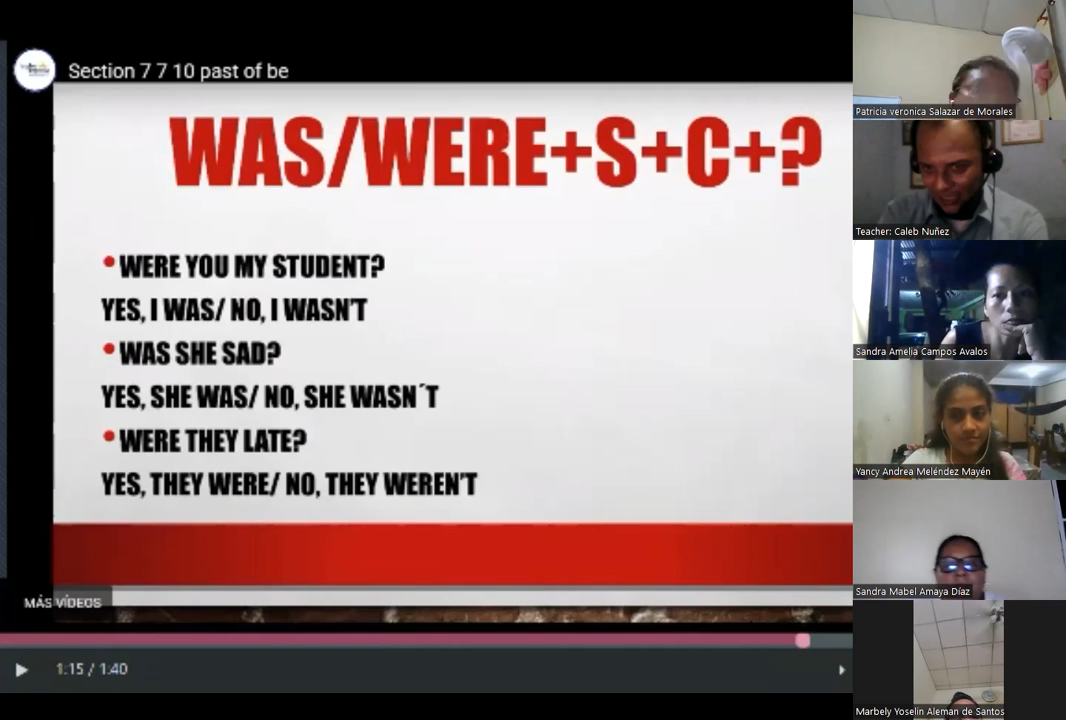 Section 7 7 10 past of be
WAS/WERE+S+C+?
•WERE YOU MY STUDENT?
YES, I WAS/ NO, I WASN'T
•WAS SHE SAD?
YES, SHE WAS/ NO, SHE WASN´T
•WERE THEY LATE?
YES, THEY WERE/ NO, THEY WEREN'T
MÁS VÍDEOS
1:15 / 1:40
Patricia veronica Salazar de Morales
Teacher: Caleb Nuñez
Sandra Amelia Campos Avalos
Yancy Andrea Meléndez Mayén
Sandra Mabel Amaya Díaz
Marbely Yoselin Aleman de Santos